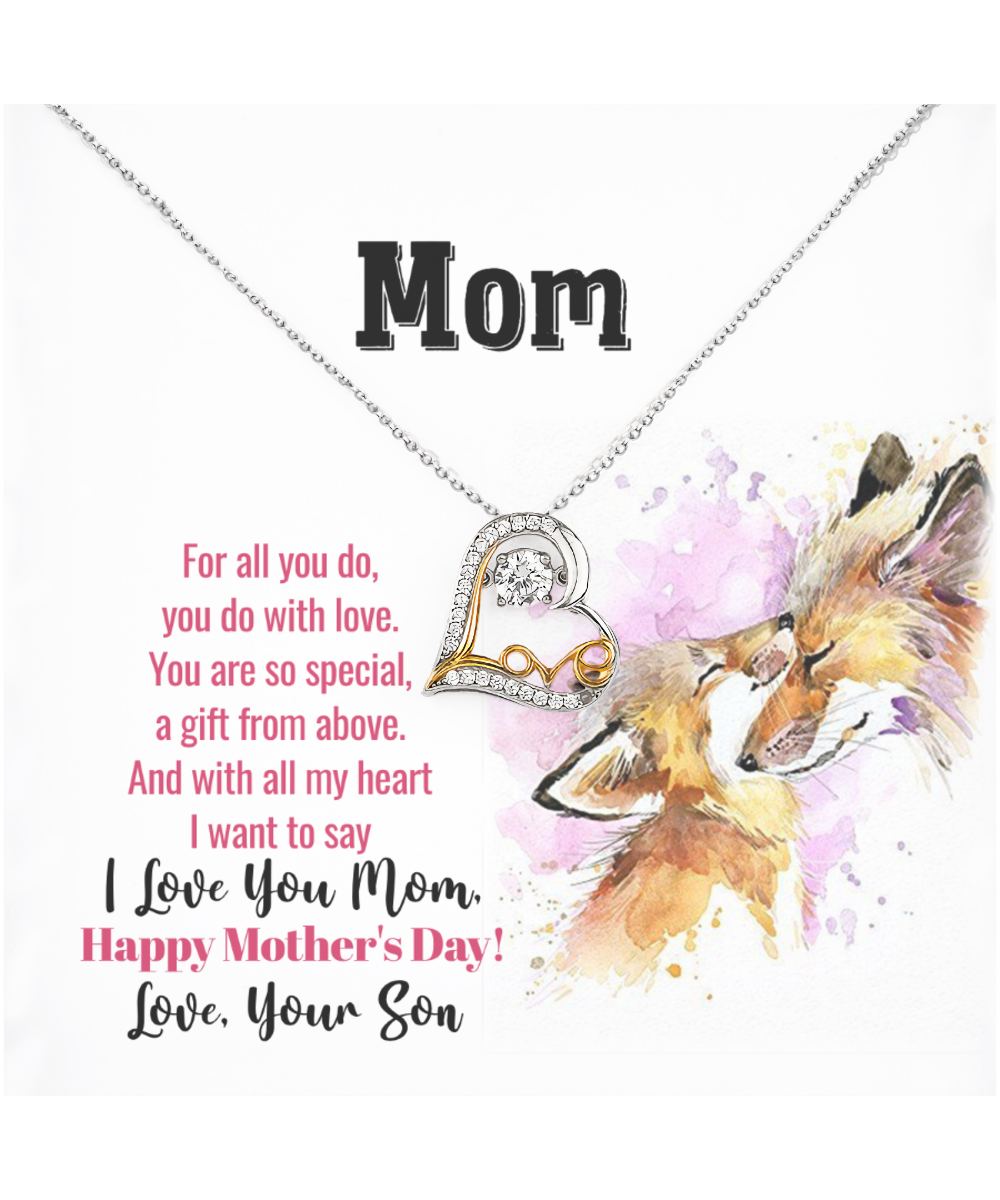 Mom
For all you do,
you do with love.
You are so special,
a gift from above.
And with all my heart
I want to say
I Love You Mom,
Happy Mother's Day!
Love, Your Son
Love